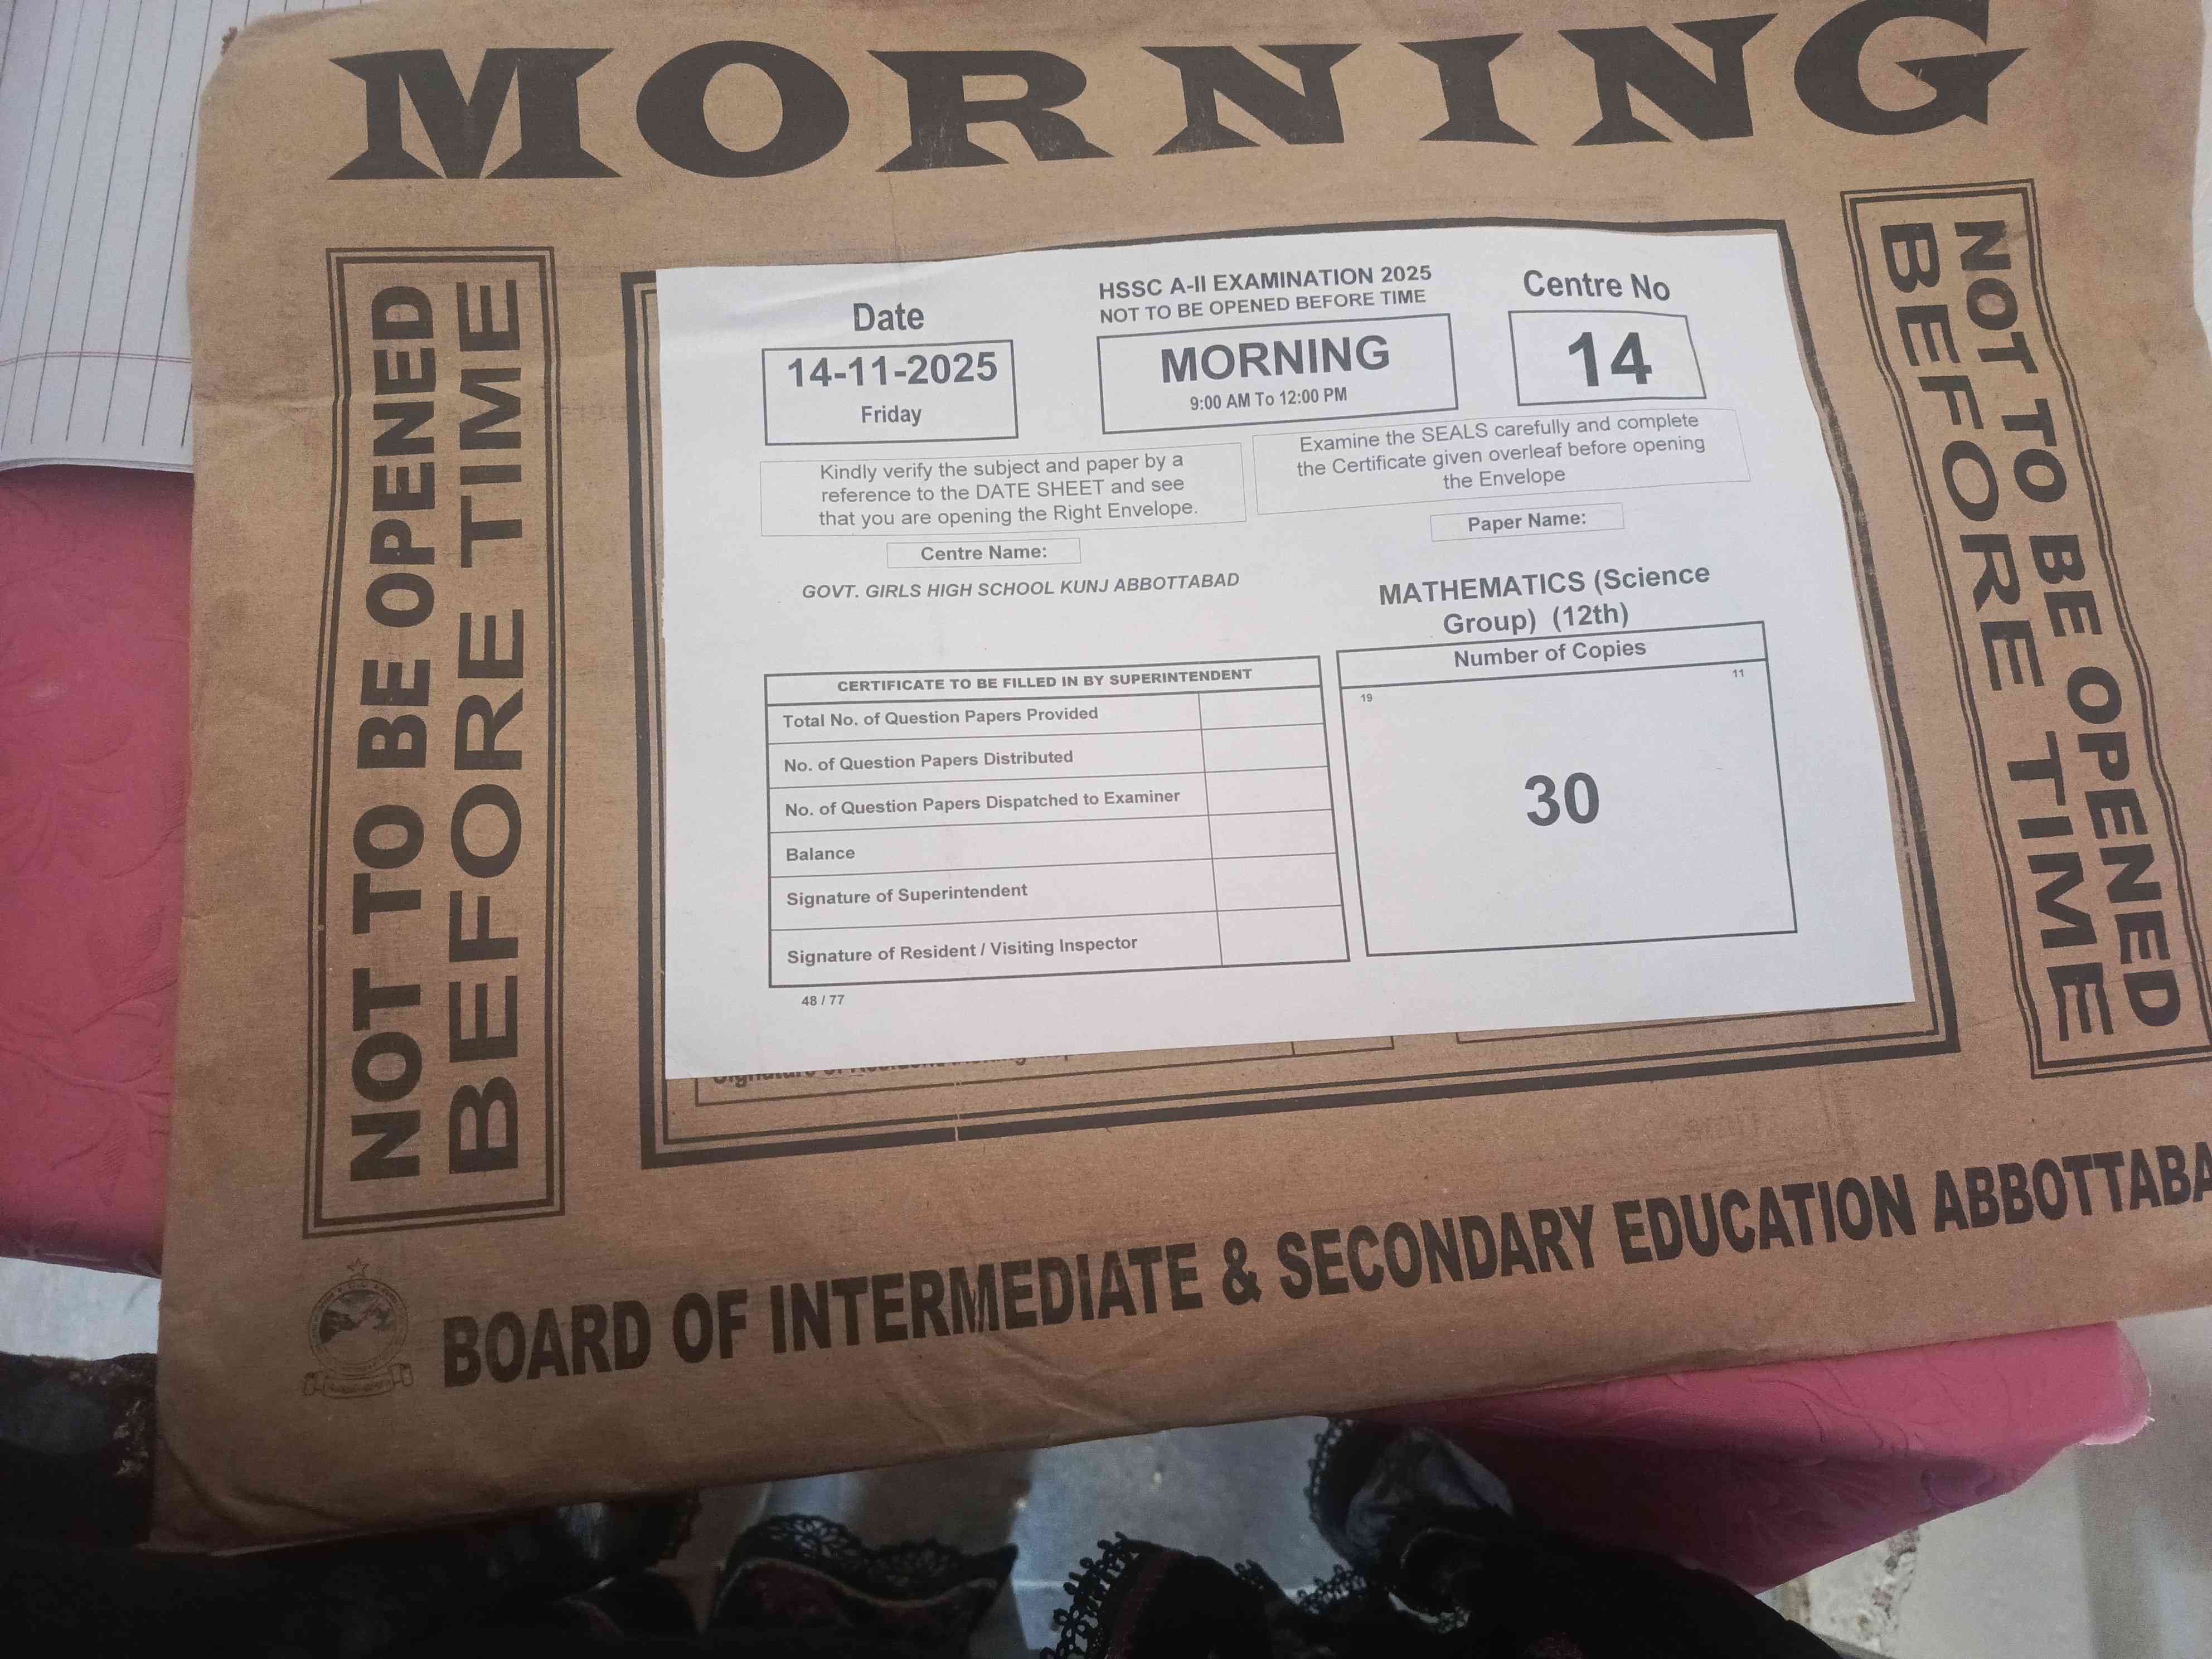 MORNING
NOT TO BE OPENED
BEFORE TIME
HSSC A-II EXAMINATION 2025
NOT TO BE OPENED BEFORE TIME
Date
14-11-2025
Friday
MORNING
9:00 AM To 12:00 PM
Centre No
14
Kindly verify the subject and paper by a
reference to the DATE SHEET and see
that you are opening the Right Envelope.
Examine the SEALS carefully and complete
the Certificate given overleaf before opening
the Envelope
Centre Name:
GOVT. GIRLS HIGH SCHOOL KUNJ ABBOTTABAD
Paper Name:
MATHEMATICS (Science
Group) (12th)
CERTIFICATE TO BE FILLED IN BY SUPERINTENDENT
Total No. of Question Papers Provided
No. of Question Papers Distributed
No. of Question Papers Dispatched to Examiner
Balance
Signature of Superintendent
Signature of Resident / Visiting Inspector
Number of Copies
19
11
30
48 / 77
NOT TO BE OPENED
BEFORE TIME
BOARD OF INTERMEDIATE & SECONDARY EDUCATION ABBOTTABA